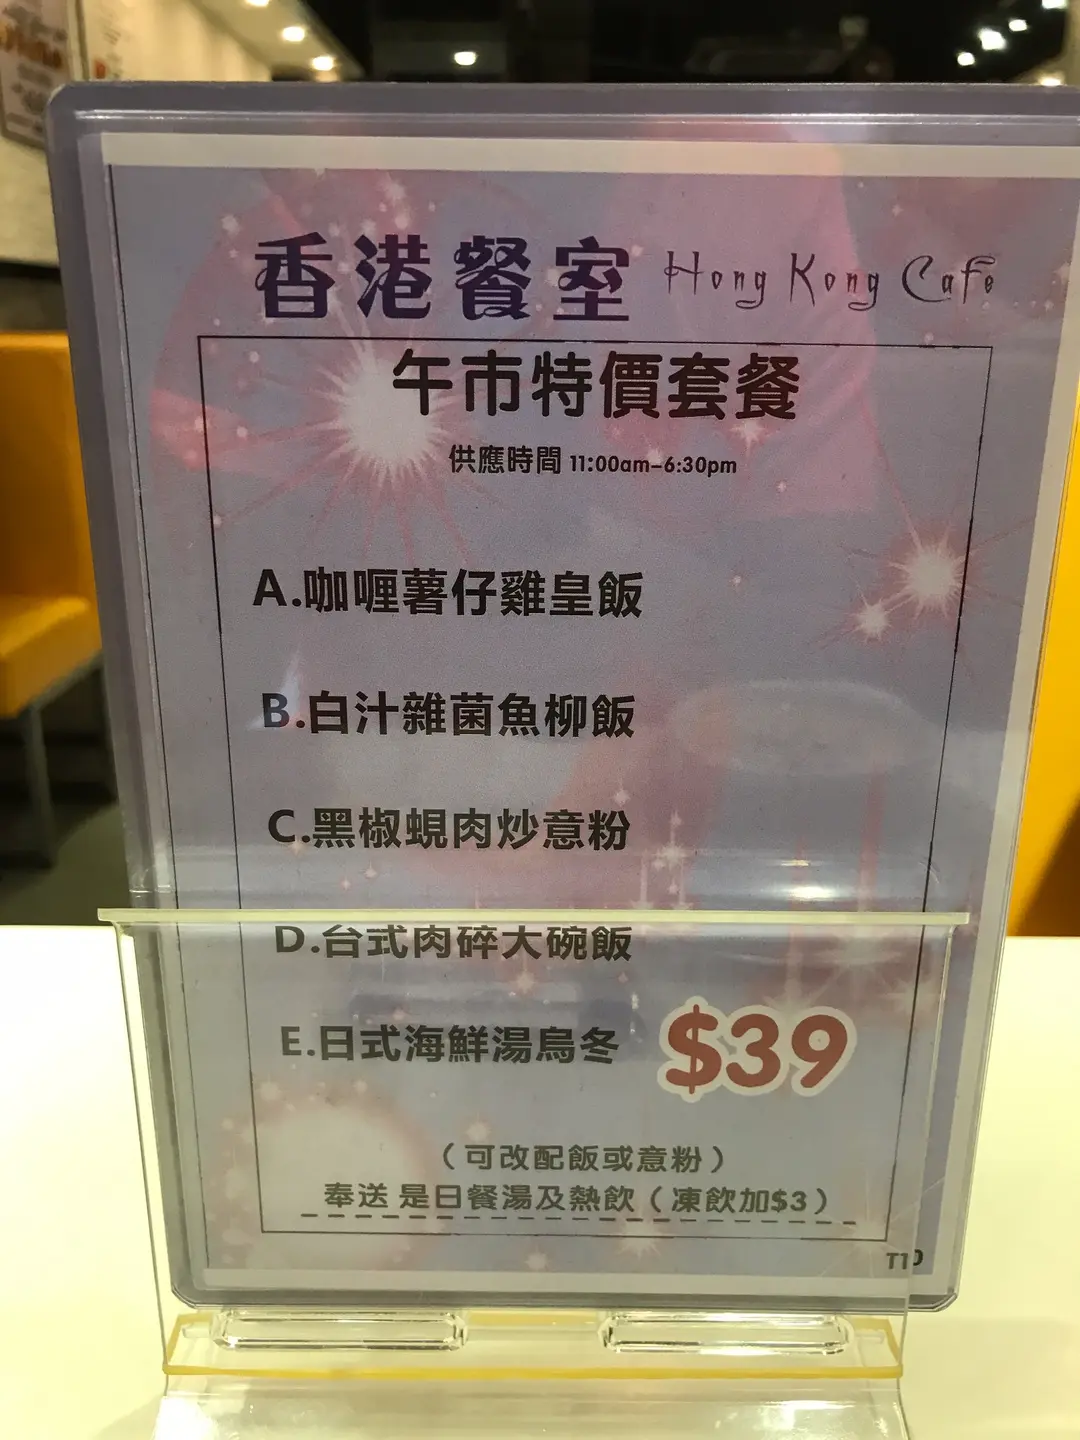 香港餐室 Hong Kong Cafe
午市特價套餐
供應時間 11:00am-6:30pm
A.咖喱薯仔雞皇飯
B.白汁雜菌魚柳飯
C.黑椒蜆肉炒意粉
D.台式肉碎大碗飯
E.日式海鮮湯烏冬 $39
（可改配飯或意粉）
奉送 是日餐湯及熱飲（凍飲加$3）
T10